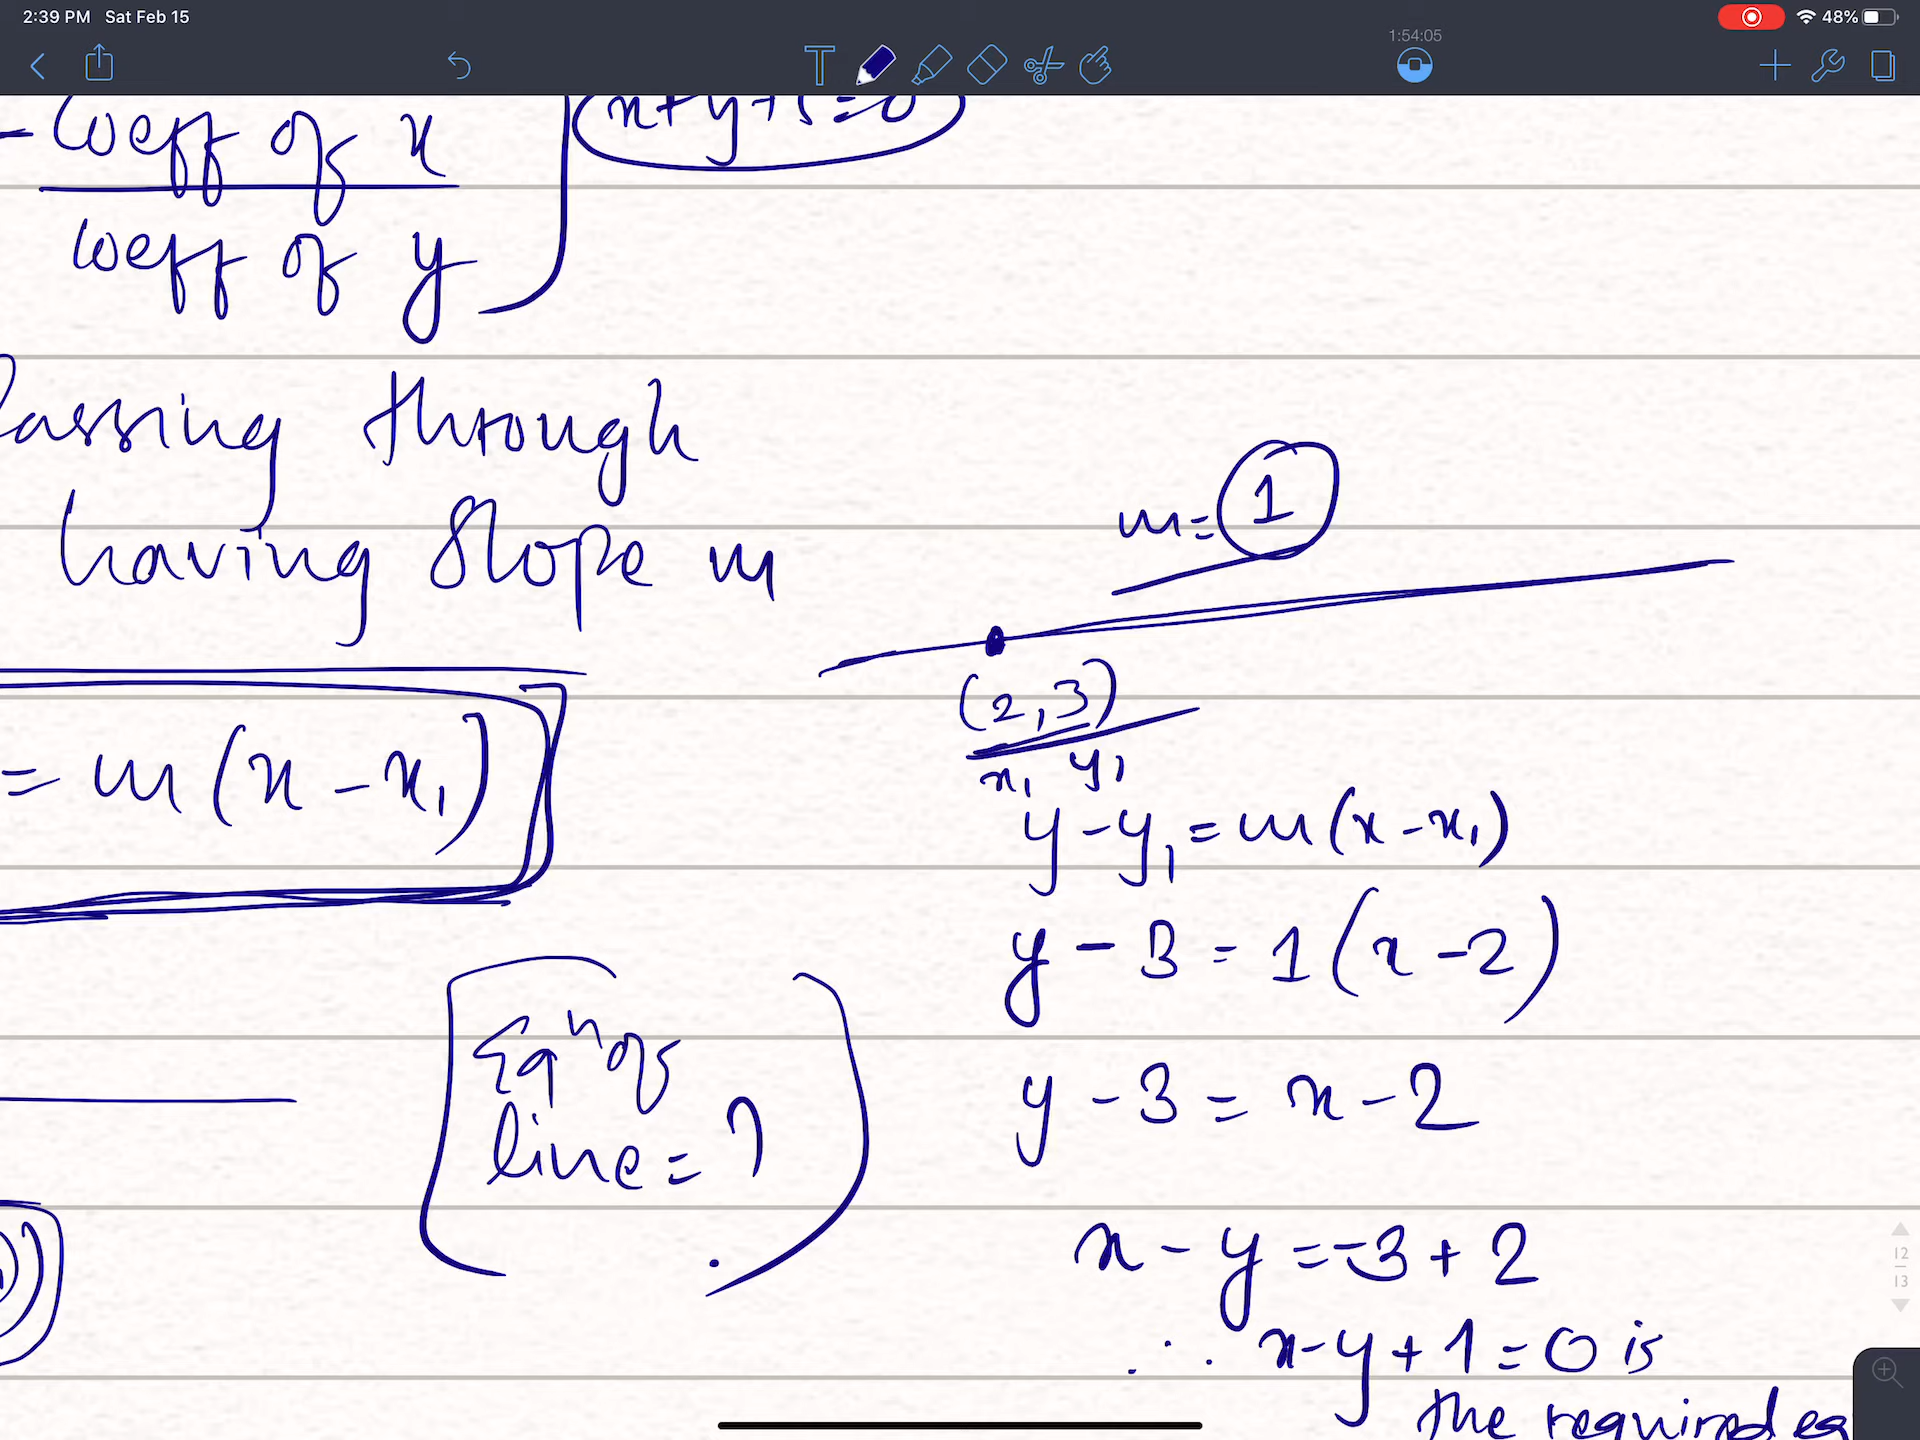 2:39 PM Sat Feb 15
48%
1:54:05
T
- Coeff of x
coeff of y
x+y+5=0
Passing through
having slope m
= m(x-x₁)
m=1
(2,3)
x₁ y₁
y-y₁=m(x-x₁)
y-3=1(x-2)
y-3=x-2
x-y=-3+2
∴ x-y+1=0 is
the required eq
Eqⁿ of
line=?
12
13